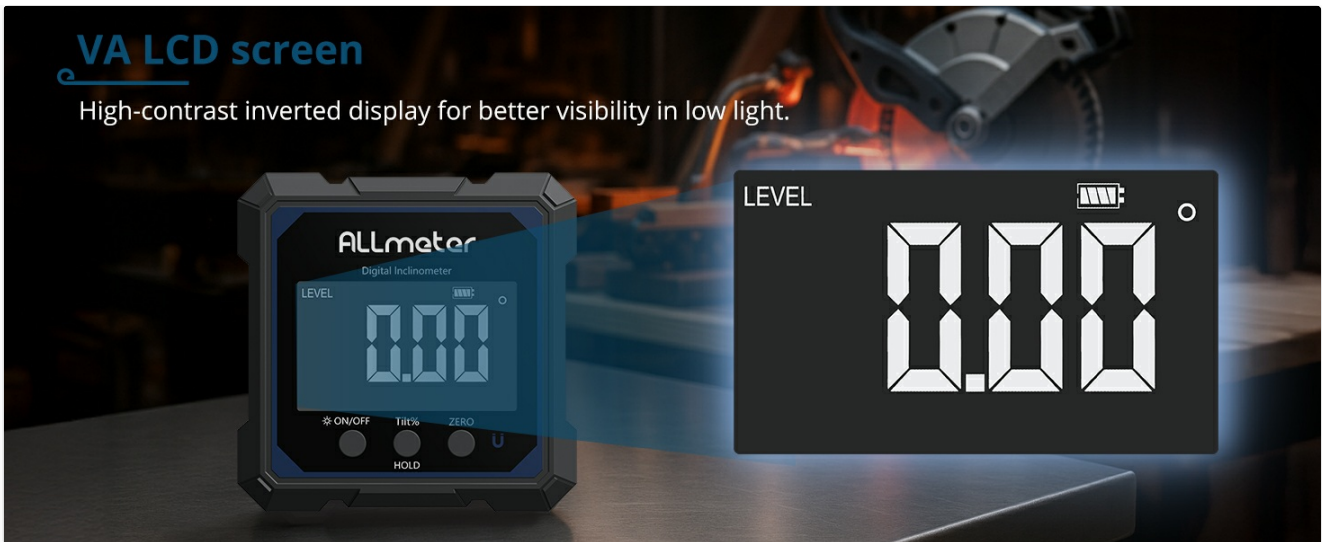 VA LCD screen
High-contrast inverted display for better visibility in low light.
ALLmeter
Digital Inclinometer
LEVEL
0.00°
ON/OFF Tilt% ZERO
HOLD
LEVEL
0.00°